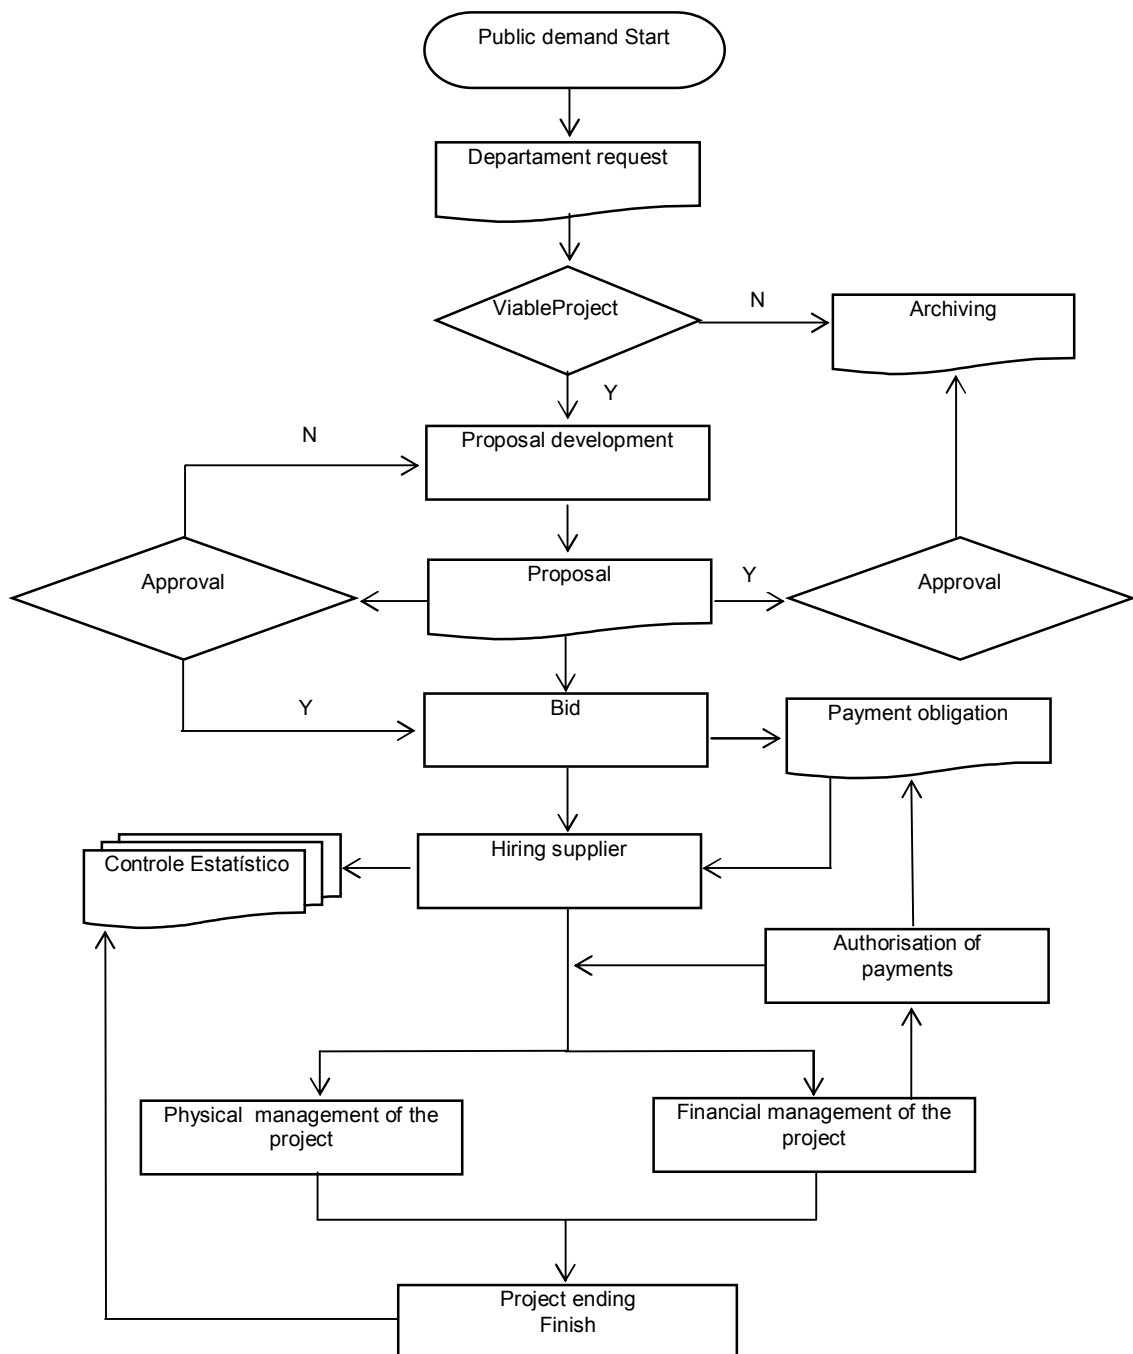 Public demand Start
Departament request
ViableProject
N
Archiving
Y
N
Proposal development
Approval
Proposal
Y
Approval
Y
Bid
Payment obligation
Hiring supplier
Controle Estatístico
Authorisation of
payments
Physical management of the
project
Financial management of the
project
Project ending
Finish